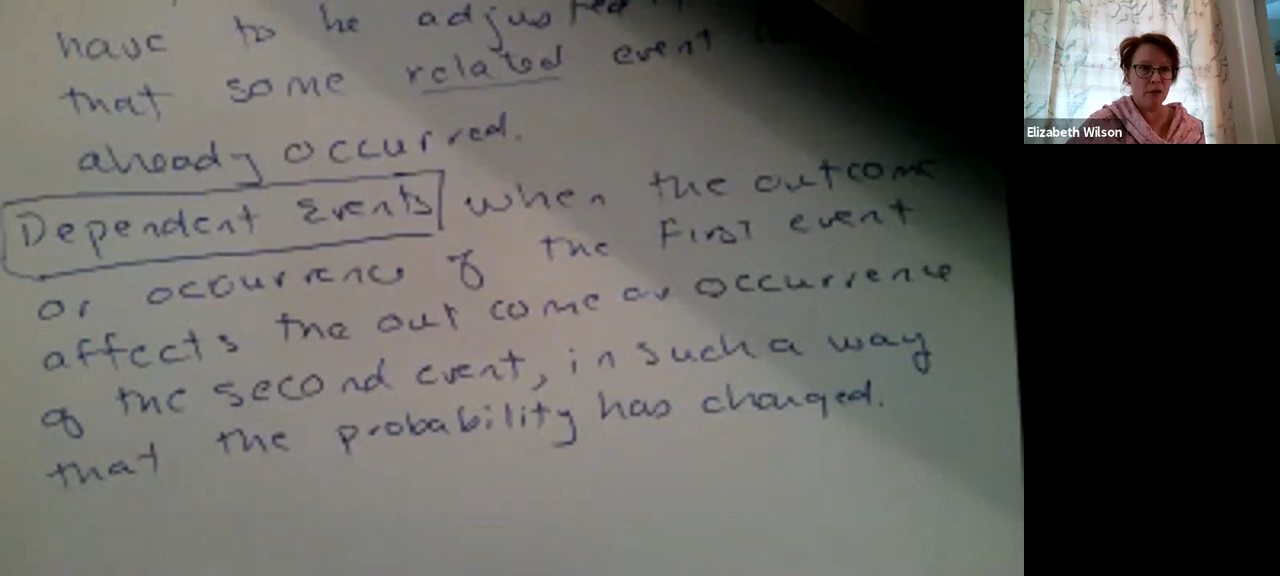 have to be adjusted
that some related event
already occurred.
Dependent Events when the outcome
or occurrence of the first event
affects the outcome or occurrence
of the second event, in such a way
that the probability has changed.
Elizabeth Wilson